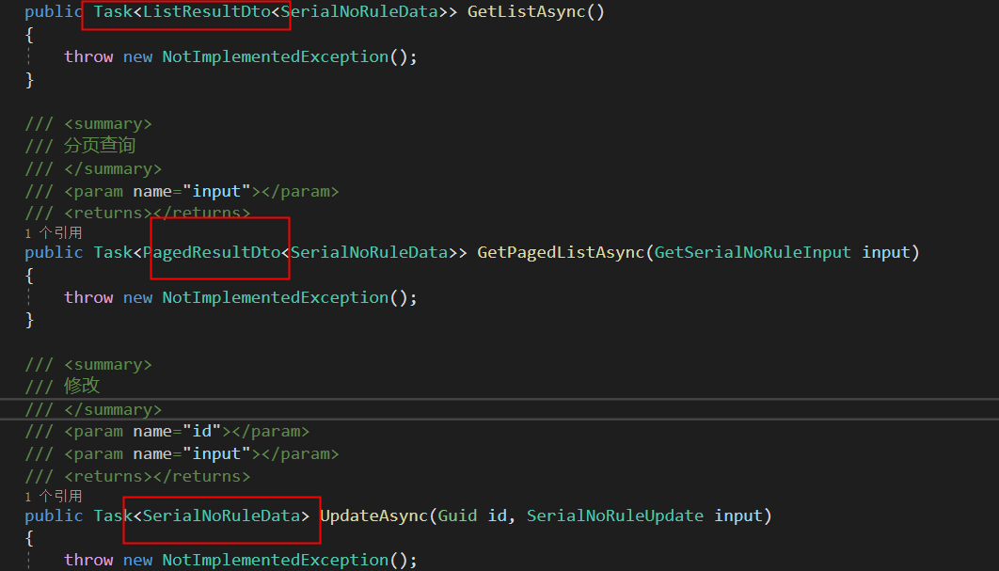 public Task<ListResultDto<SerialNoRuleData>> GetListAsync()
{
throw new NotImplementedException();
}
/// <summary>
/// 分页查询
/// </summary>
/// <param name="input"></param>
/// <returns></returns>
1 个引用
public Task<PagedResultDto<SerialNoRuleData>> GetPagedListAsync(GetSerialNoRuleInput input)
{
throw new NotImplementedException();
}
/// <summary>
/// 修改
/// </summary>
/// <param name="id"></param>
/// <param name="input"></param>
/// <returns></returns>
1 个引用
public Task<SerialNoRuleData> UpdateAsync(Guid id, SerialNoRuleUpdate input)
{
throw new NotImplementedException();